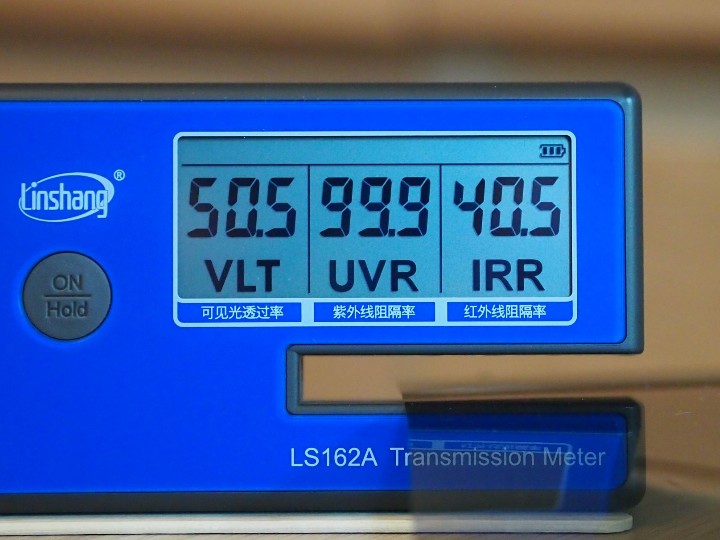 Linshang®
ON
Hold
50.5 99.9 40.5
VLT UVR IRR
可见光透过率 紫外线阻隔率 红外线阻隔率
LS162A Transmission Meter